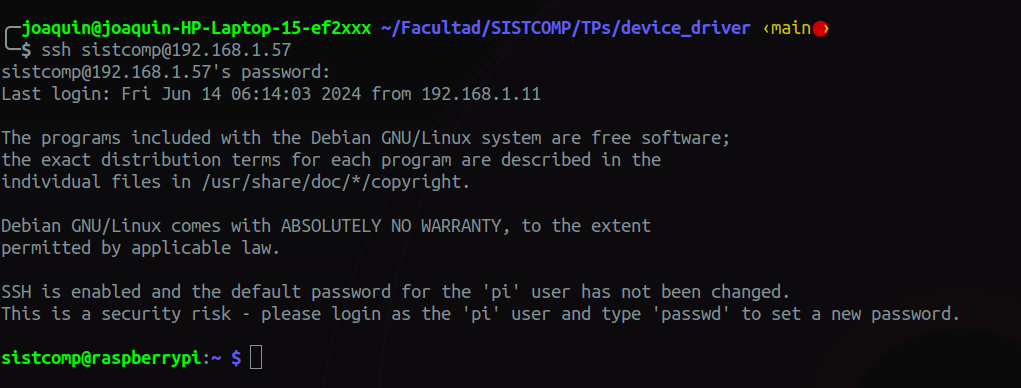 joaquin@joaquin-HP-Laptop-15-ef2xxx ~/Facultad/SISTCOMP/TPs/device_driver ‹main●›
$ ssh sistcomp@192.168.1.57
sistcomp@192.168.1.57's password:
Last login: Fri Jun 14 06:14:03 2024 from 192.168.1.11

The programs included with the Debian GNU/Linux system are free software;
the exact distribution terms for each program are described in the
individual files in /usr/share/doc/*/copyright.

Debian GNU/Linux comes with ABSOLUTELY NO WARRANTY, to the extent
permitted by applicable law.

SSH is enabled and the default password for the 'pi' user has not been changed.
This is a security risk - please login as the 'pi' user and type 'passwd' to set a new password.

sistcomp@raspberrypi:~ $